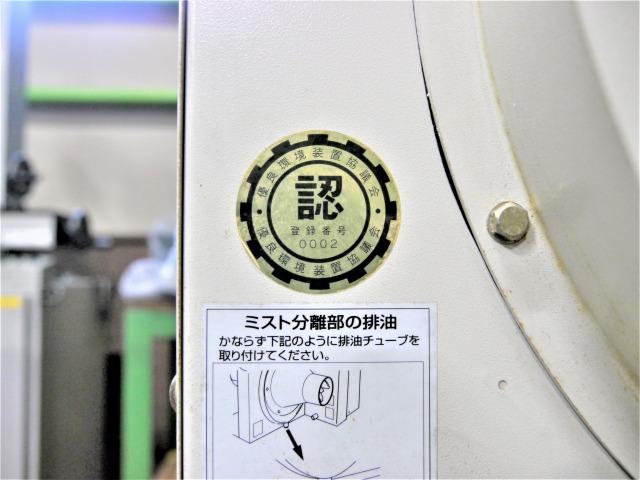 ・優良環境装置協議会・
認
登録番号
0002
優良環境装置協議会
ミスト分離部の排油
かならず下記のように排油チューブを
取り付けてください。